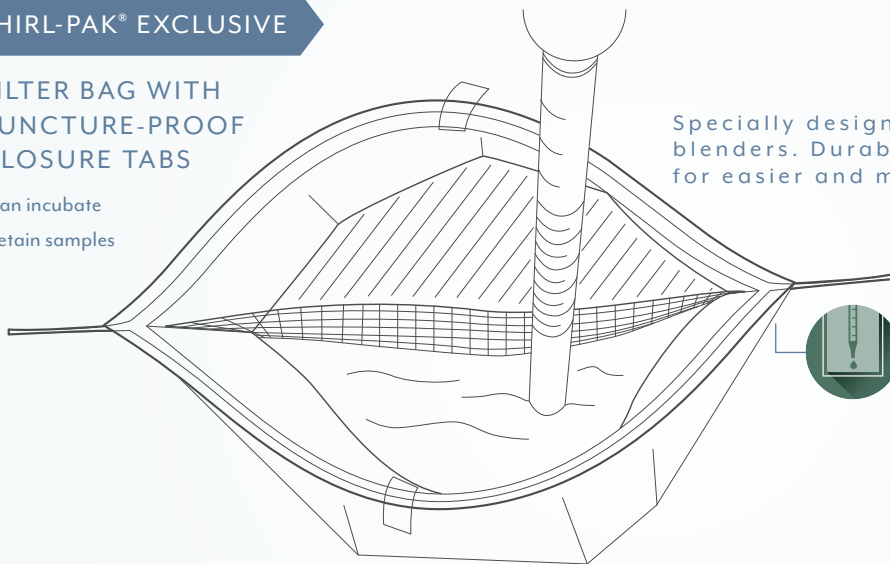 HIRL-PAK® EXCLUSIVE
ILTER BAG WITH
UNCTURE-PROOF
LOSURE TABS
an incubate
etain samples
Specially design
blenders. Durab
for easier and m